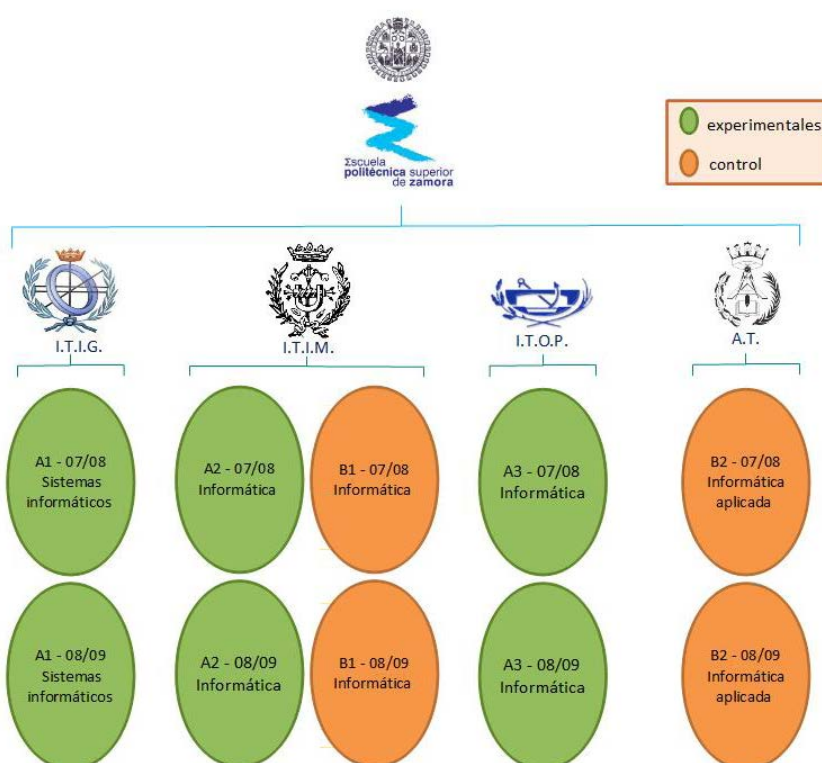 Σscuela
politécnica superior
de zamora
experimentales
control
I.T.I.G.
I.T.I.M.
I.T.O.P.
A.T.
A1 - 07/08
Sistemas
informáticos
A2 - 07/08
Informática
B1 - 07/08
Informática
A3 - 07/08
Informática
B2 - 07/08
Informática
aplicada
A1 - 08/09
Sistemas
informáticos
A2 - 08/09
Informática
B1 - 08/09
Informática
A3 - 08/09
Informática
B2 - 08/09
Informática
aplicada